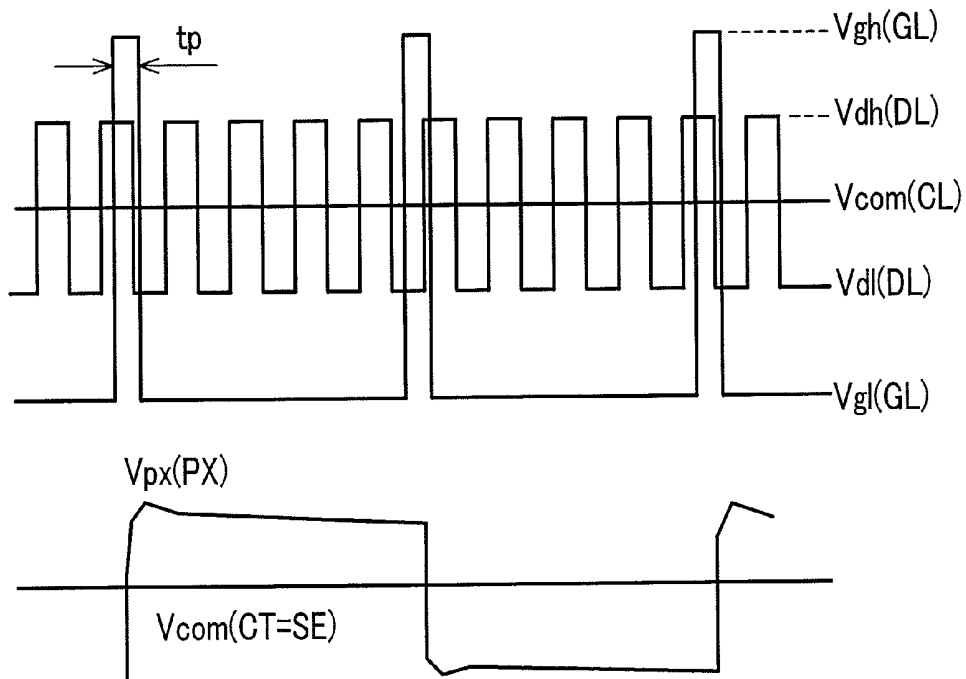 tp
Vgh(GL)
Vdh(DL)
Vcom(CL)
Vdl(DL)
Vgl(GL)
Vpx(PX)
Vcom(CT=SE)